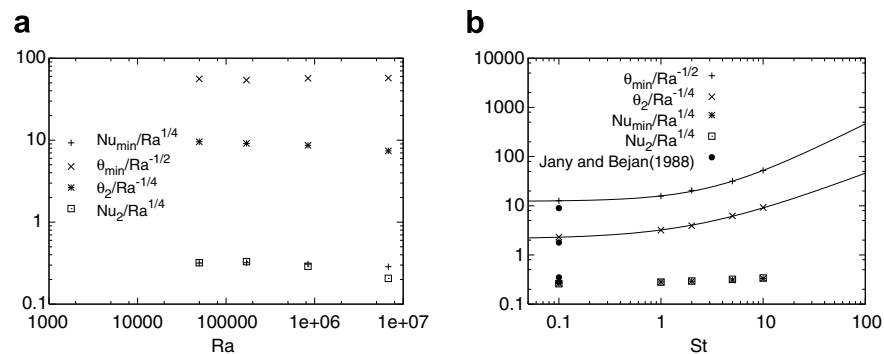 a
100
10
1
0.1
Nu_min/Ra^1/4
θ_min/Ra^-1/2
θ_2/Ra^-1/4
Nu_2/Ra^1/4
1000 10000 100000 1e+06 1e+07
Ra
b
10000
1000
100
10
1
0.1
θ_min/Ra^-1/2
θ_2/Ra^-1/4
Nu_min/Ra^1/4
Nu_2/Ra^1/4
Jany and Bejan(1988)
0.1 1 10 100
St